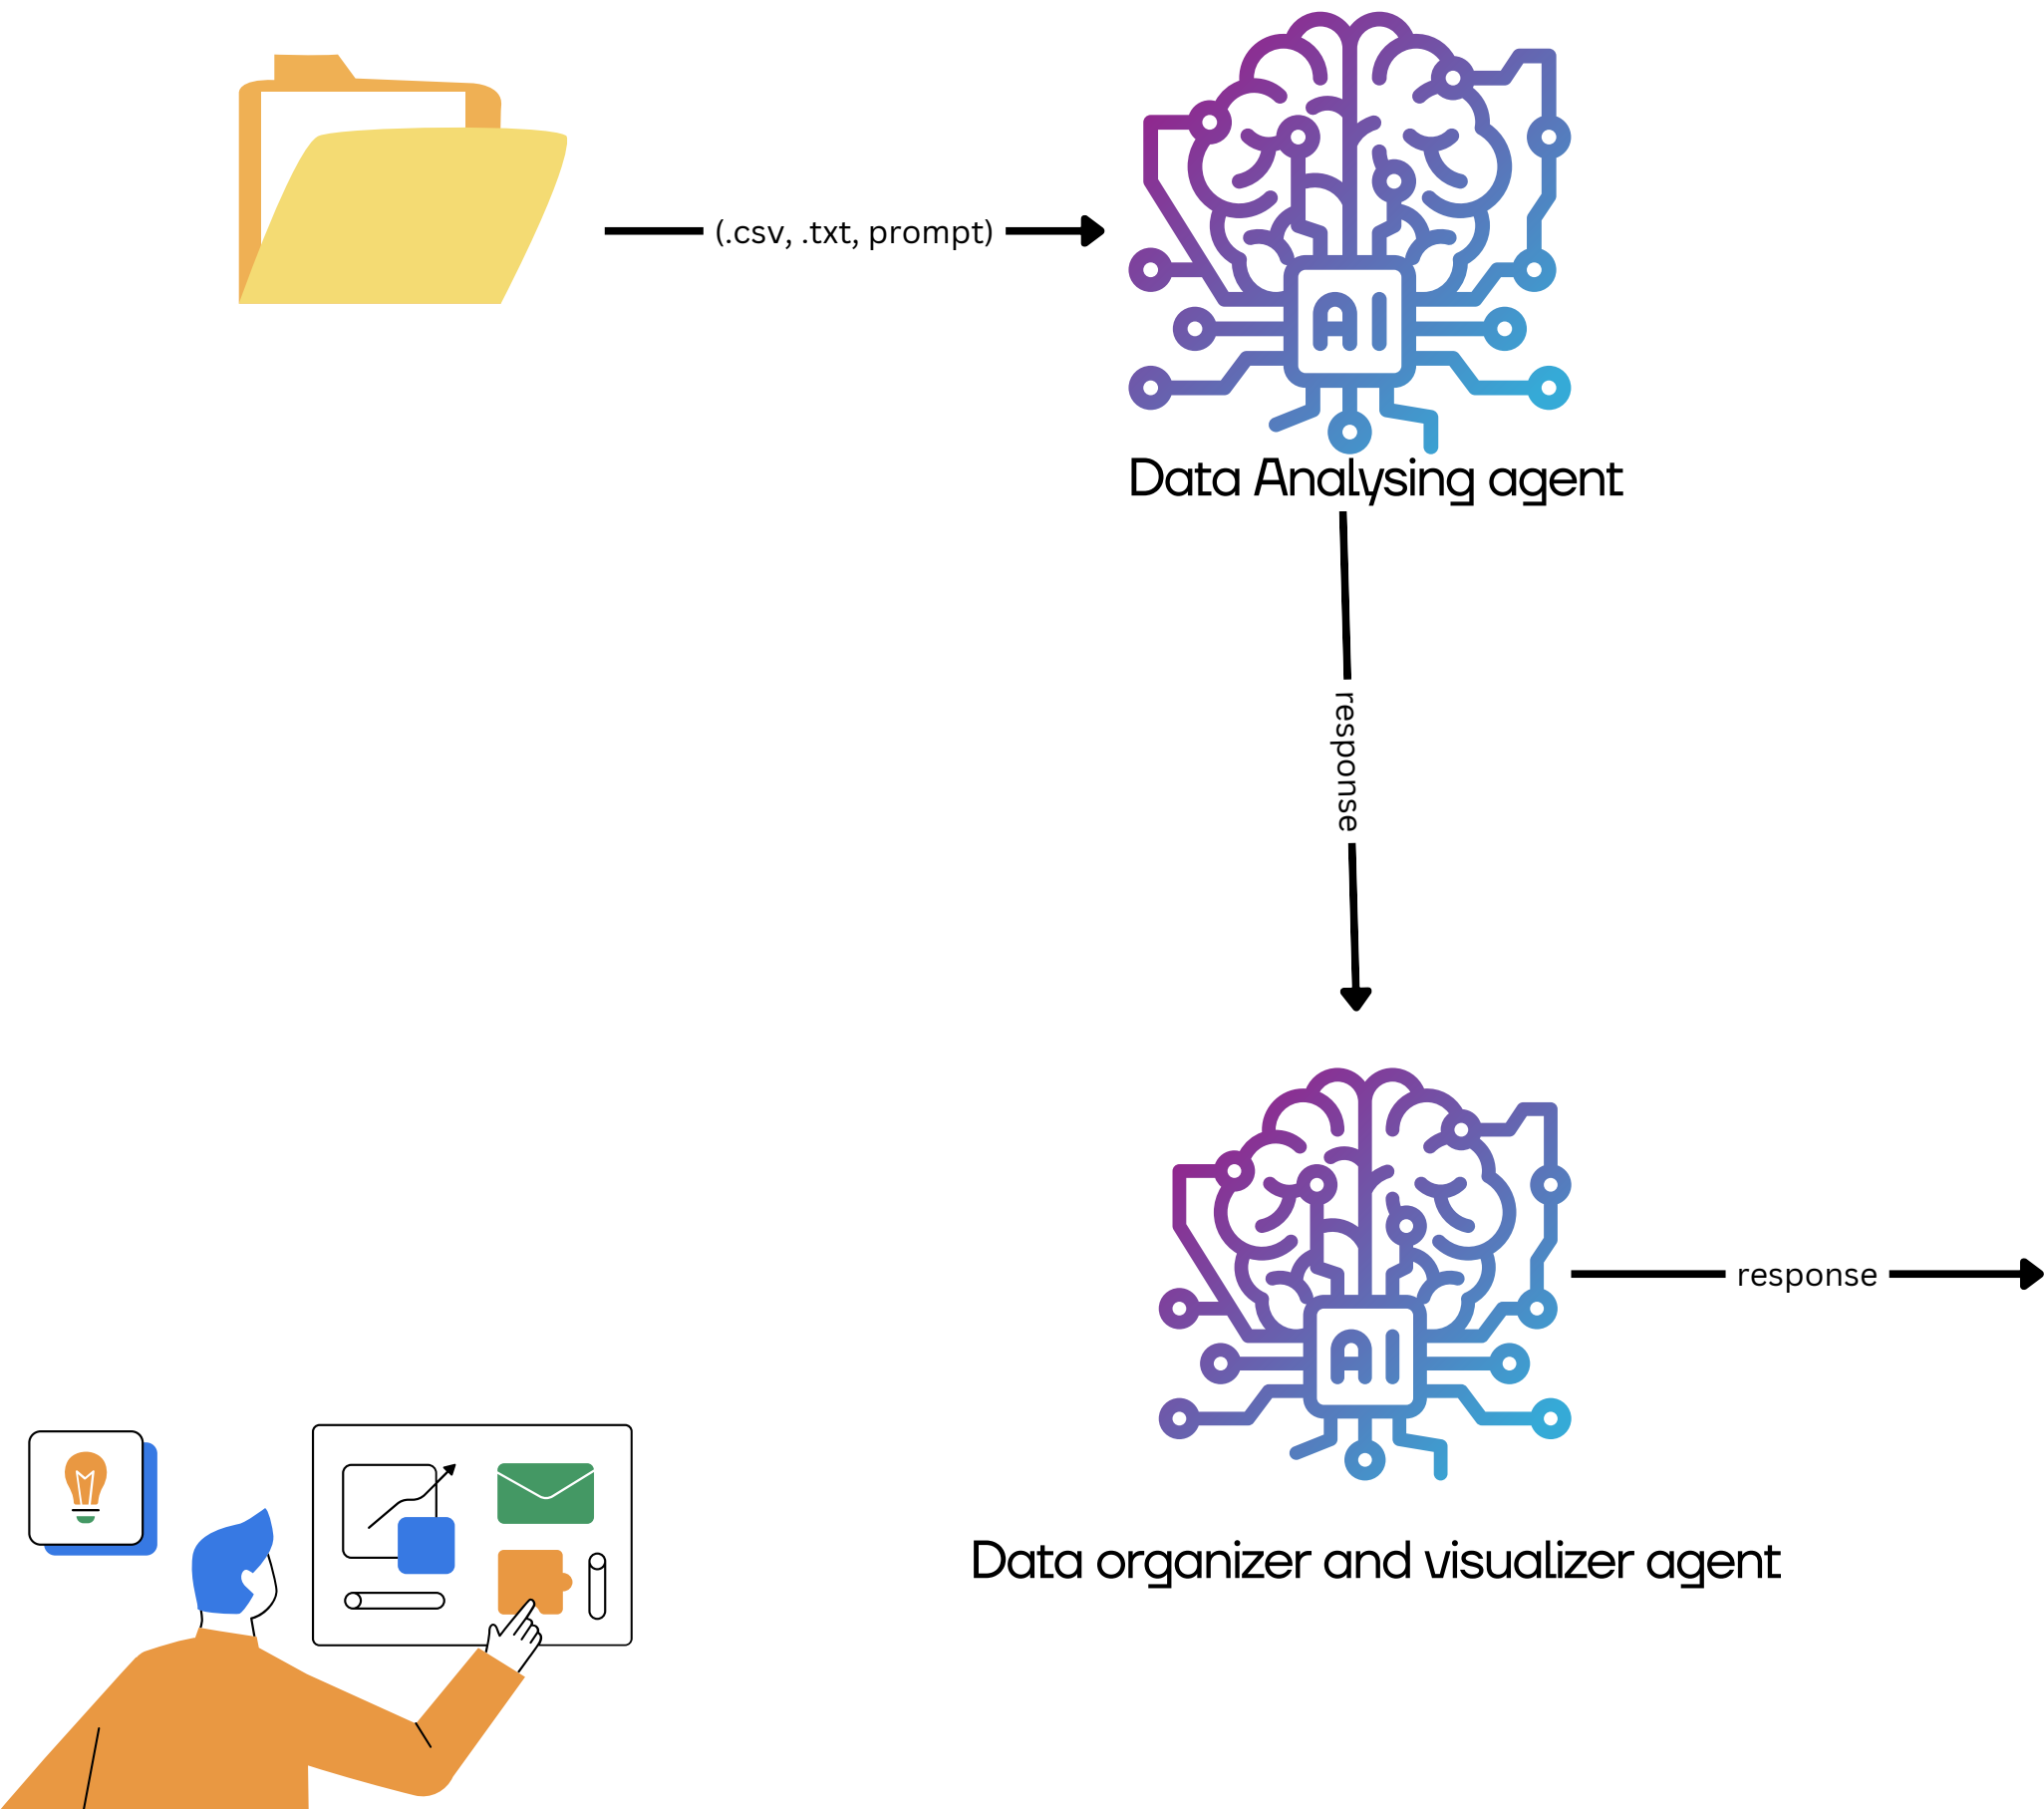 (.csv, .txt, prompt)
AI
Data Analysing agent
response
AI
response
Data organizer and visualizer agent